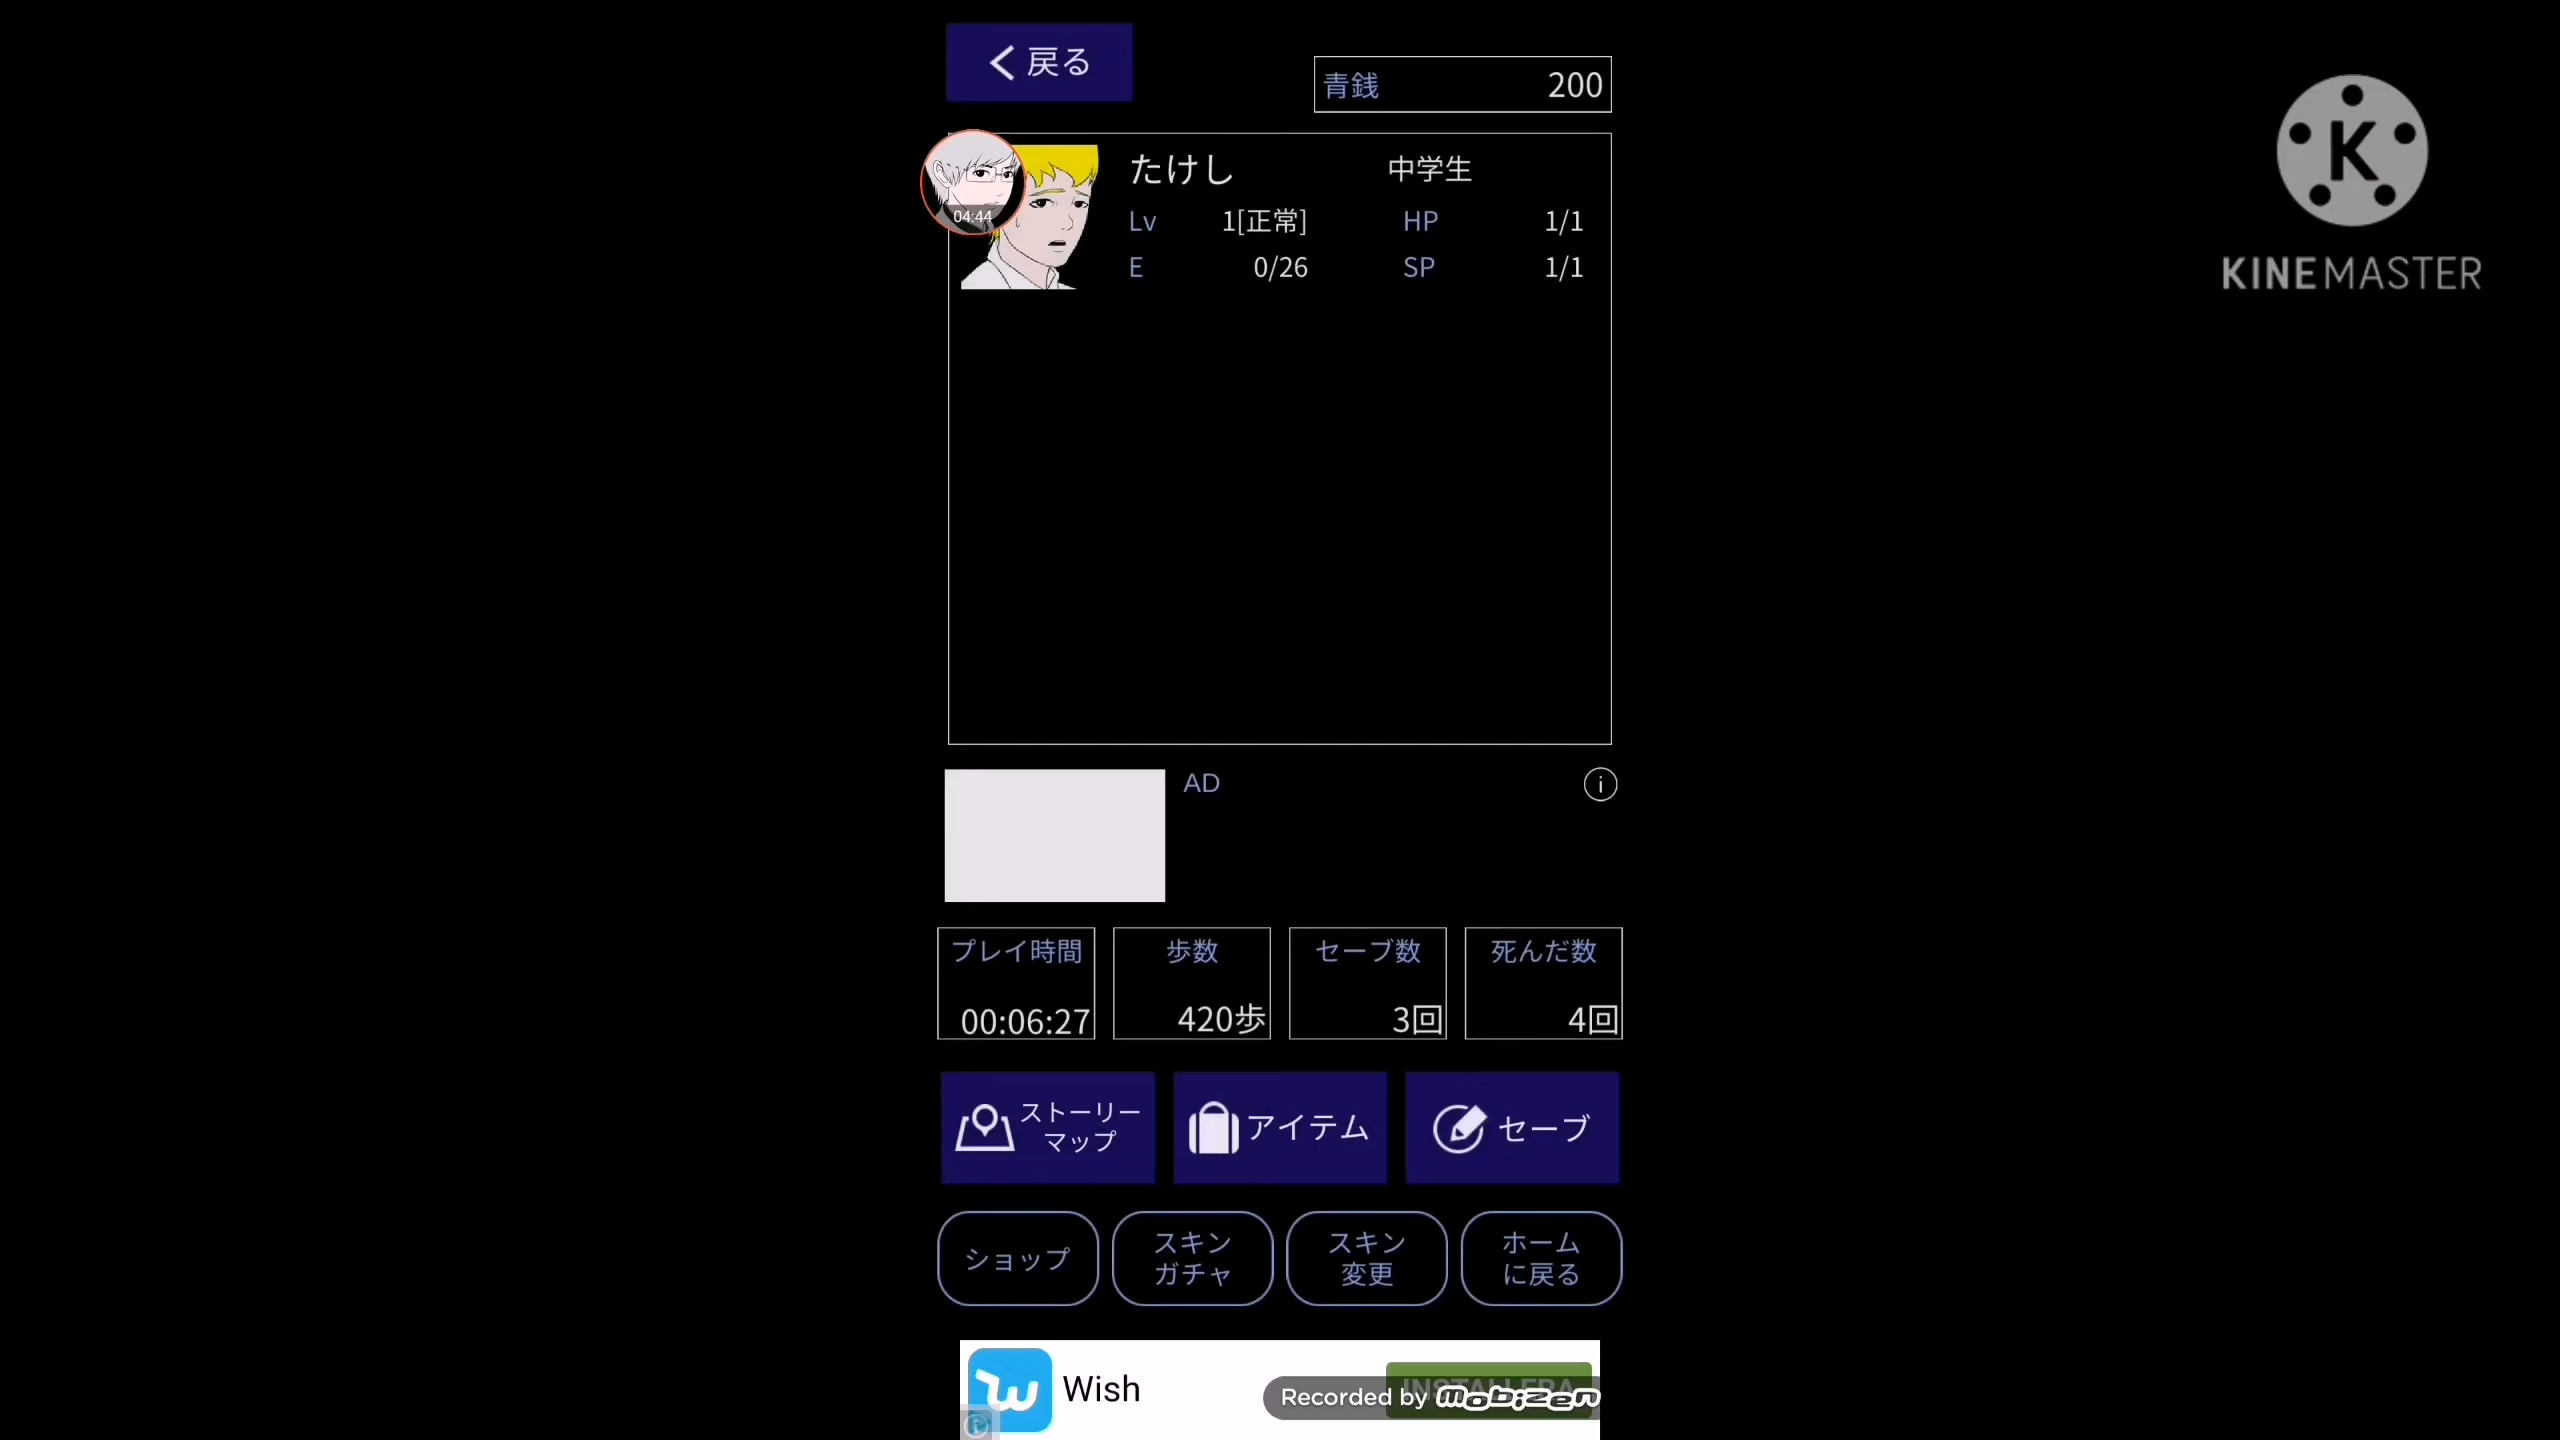 戻る
青銭 200
たけし 中学生
Lv 1[正常] HP 1/1
E 0/26 SP 1/1
04:44
KINEMASTER
AD
プレイ時間 歩数 セーブ数 死んだ数
00:06:27 420歩 3回 4回
ストーリー
マップ
アイテム
セーブ
ショップ
スキン
ガチャ
スキン
変更
ホーム
に戻る
Wish
Recorded by mobizen